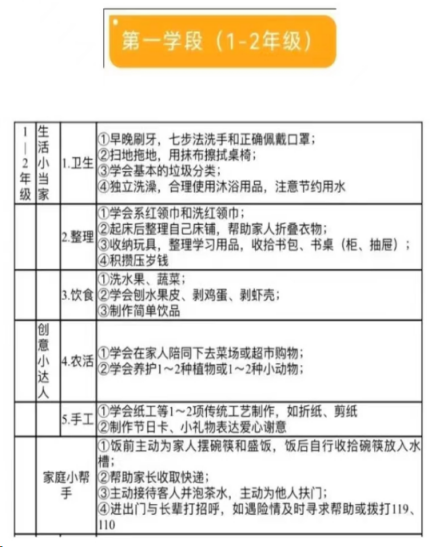 第一学段（1-2年级）
1—2年级
生活小当家
1.卫生
①早晚刷牙，七步法洗手和正确佩戴口罩；
②扫地拖地，用抹布擦拭桌椅；
③学会基本的垃圾分类；
④独立洗澡，合理使用沐浴用品，注意节约用水
2.整理
①学会系红领巾和洗红领巾；
②起床后整理自己床铺，帮助家人折叠衣物；
③收纳玩具，整理学习用品，收拾书包、书桌（柜、抽屉）；
④积攒压岁钱
3.饮食
①洗水果、蔬菜；
②学会刨水果皮、剥鸡蛋、剥虾壳；
③制作简单饮品
创意小达人
4.农活
①学会在家人陪同下去菜场或超市购物；
②学会养护1～2种植物或1～2种小动物；
5.手工
①学会纸工等1～2项传统工艺制作，如折纸、剪纸
②制作节日卡、小礼物表达爱心谢意
家庭小帮手
①饭前主动为家人摆碗筷和盛饭，饭后自行收拾碗筷放入水
槽；
②帮助家长收取快递；
③主动接待客人并泡茶水，主动为他人扶门；
④进出门与长辈打招呼，如遇险情及时寻求帮助或拨打119、
110